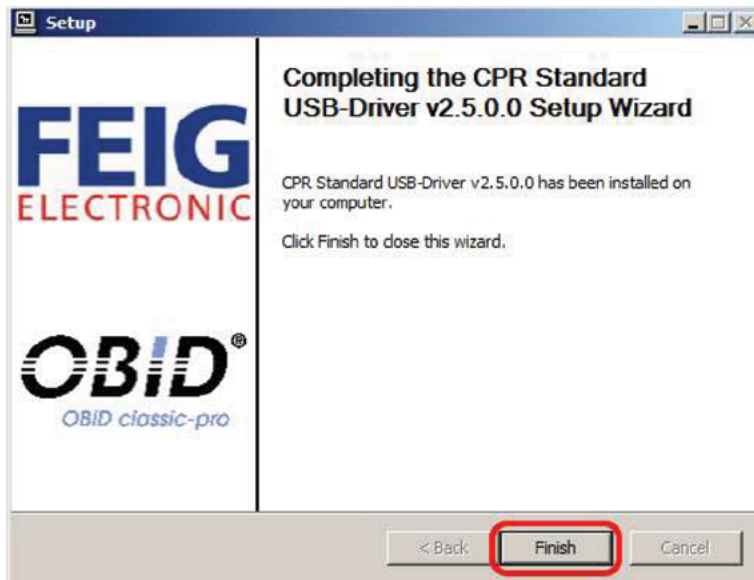 Setup
FEIG
ELECTRONIC
OBiD®
OBiD classic-pro
Completing the CPR Standard
USB-Driver v2.5.0.0 Setup Wizard
CPR Standard USB-Driver v2.5.0.0 has been installed on
your computer.
Click Finish to close this wizard.
< Back
Finish
Cancel